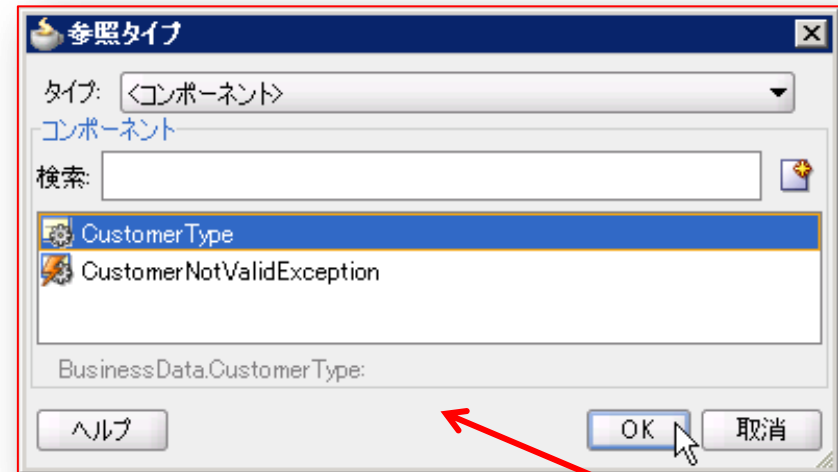 参照タイプ
タイプ: <コンポーネント>
コンポーネント
検索:
CustomerType
CustomerNotValidException
BusinessData.CustomerType:
ヘルプ OK 取消